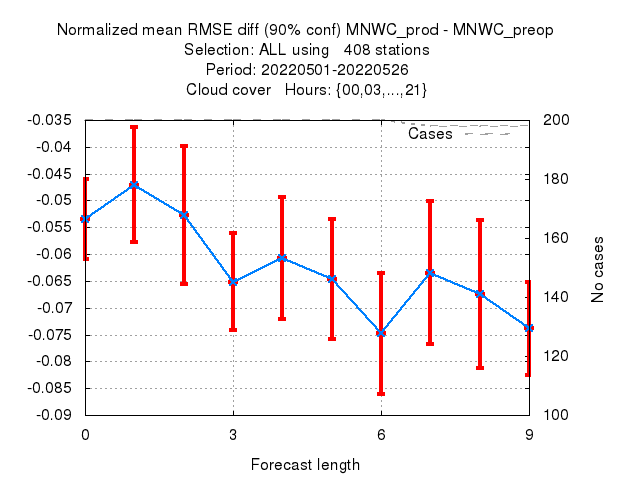 Normalized mean RMSE diff (90% conf) MNWC_prod - MNWC_preop
Selection: ALL using 408 stations
Period: 20220501-20220526
Cloud cover Hours: {00,03,...,21}
-0.035
-0.04
-0.045
-0.05
-0.055
-0.06
-0.065
-0.07
-0.075
-0.08
-0.085
-0.09
Cases
200
180
160
140
120
100
No cases
0 3 6 9
Forecast length